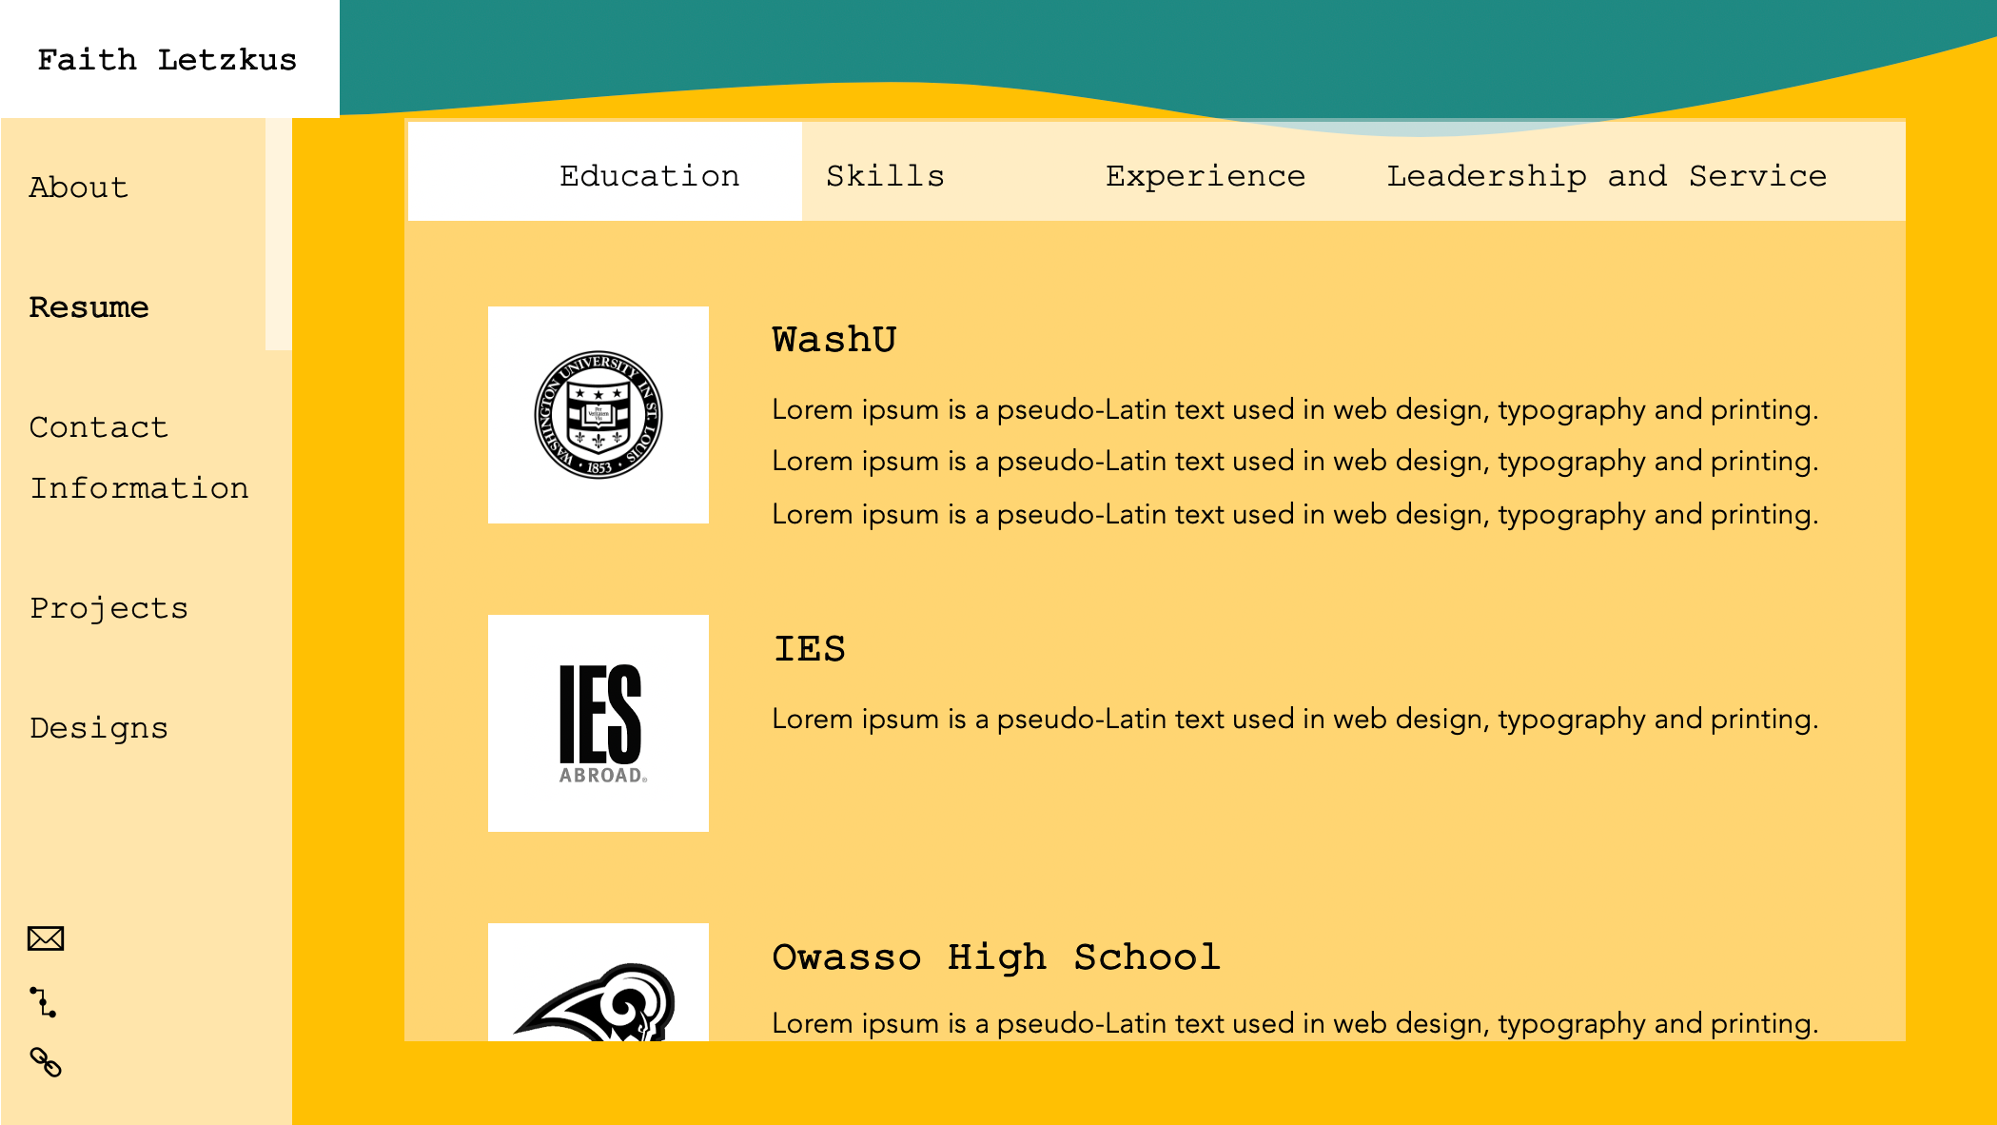 Faith Letzkus
About
Resume
Contact
Information
Projects
Designs
Education
Skills
Experience
Leadership and Service
WASHINGTON UNIVERSITY IN ST. LOUIS
1853
WashU
Lorem ipsum is a pseudo-Latin text used in web design, typography and printing.
Lorem ipsum is a pseudo-Latin text used in web design, typography and printing.
Lorem ipsum is a pseudo-Latin text used in web design, typography and printing.
IES
ABROAD
IES
Lorem ipsum is a pseudo-Latin text used in web design, typography and printing.
Owasso High School
Lorem ipsum is a pseudo-Latin text used in web design, typography and printing.